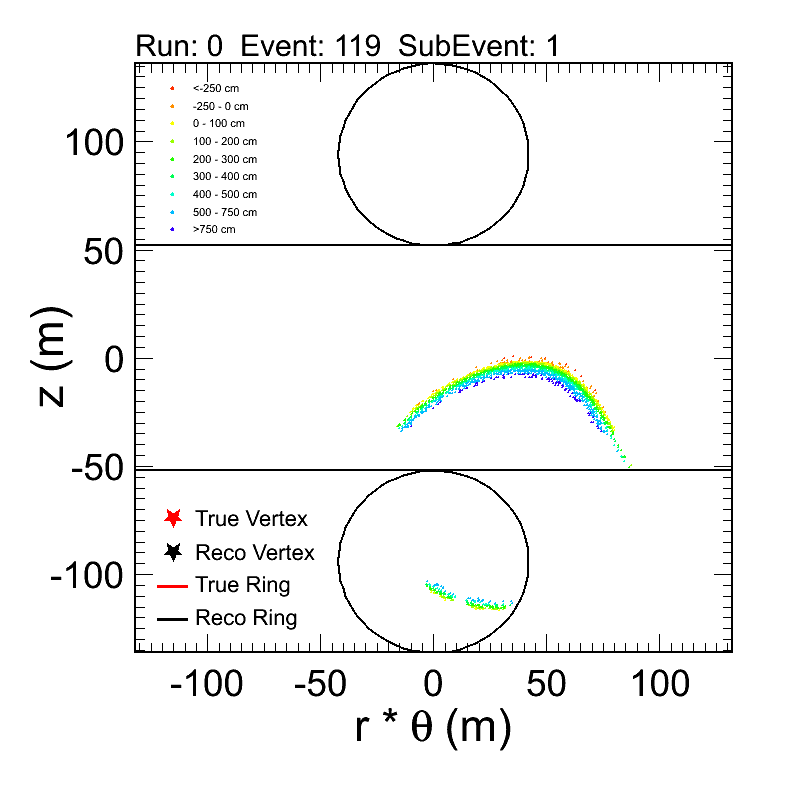 Run: 0 Event: 119 SubEvent: 1
<-250 cm
-250 - 0 cm
0 - 100 cm
100 - 200 cm
200 - 300 cm
300 - 400 cm
400 - 500 cm
500 - 750 cm
>750 cm
100
50
0
-50
-100
z (m)
True Vertex
Reco Vertex
True Ring
Reco Ring
-100 -50 0 50 100
r * θ (m)